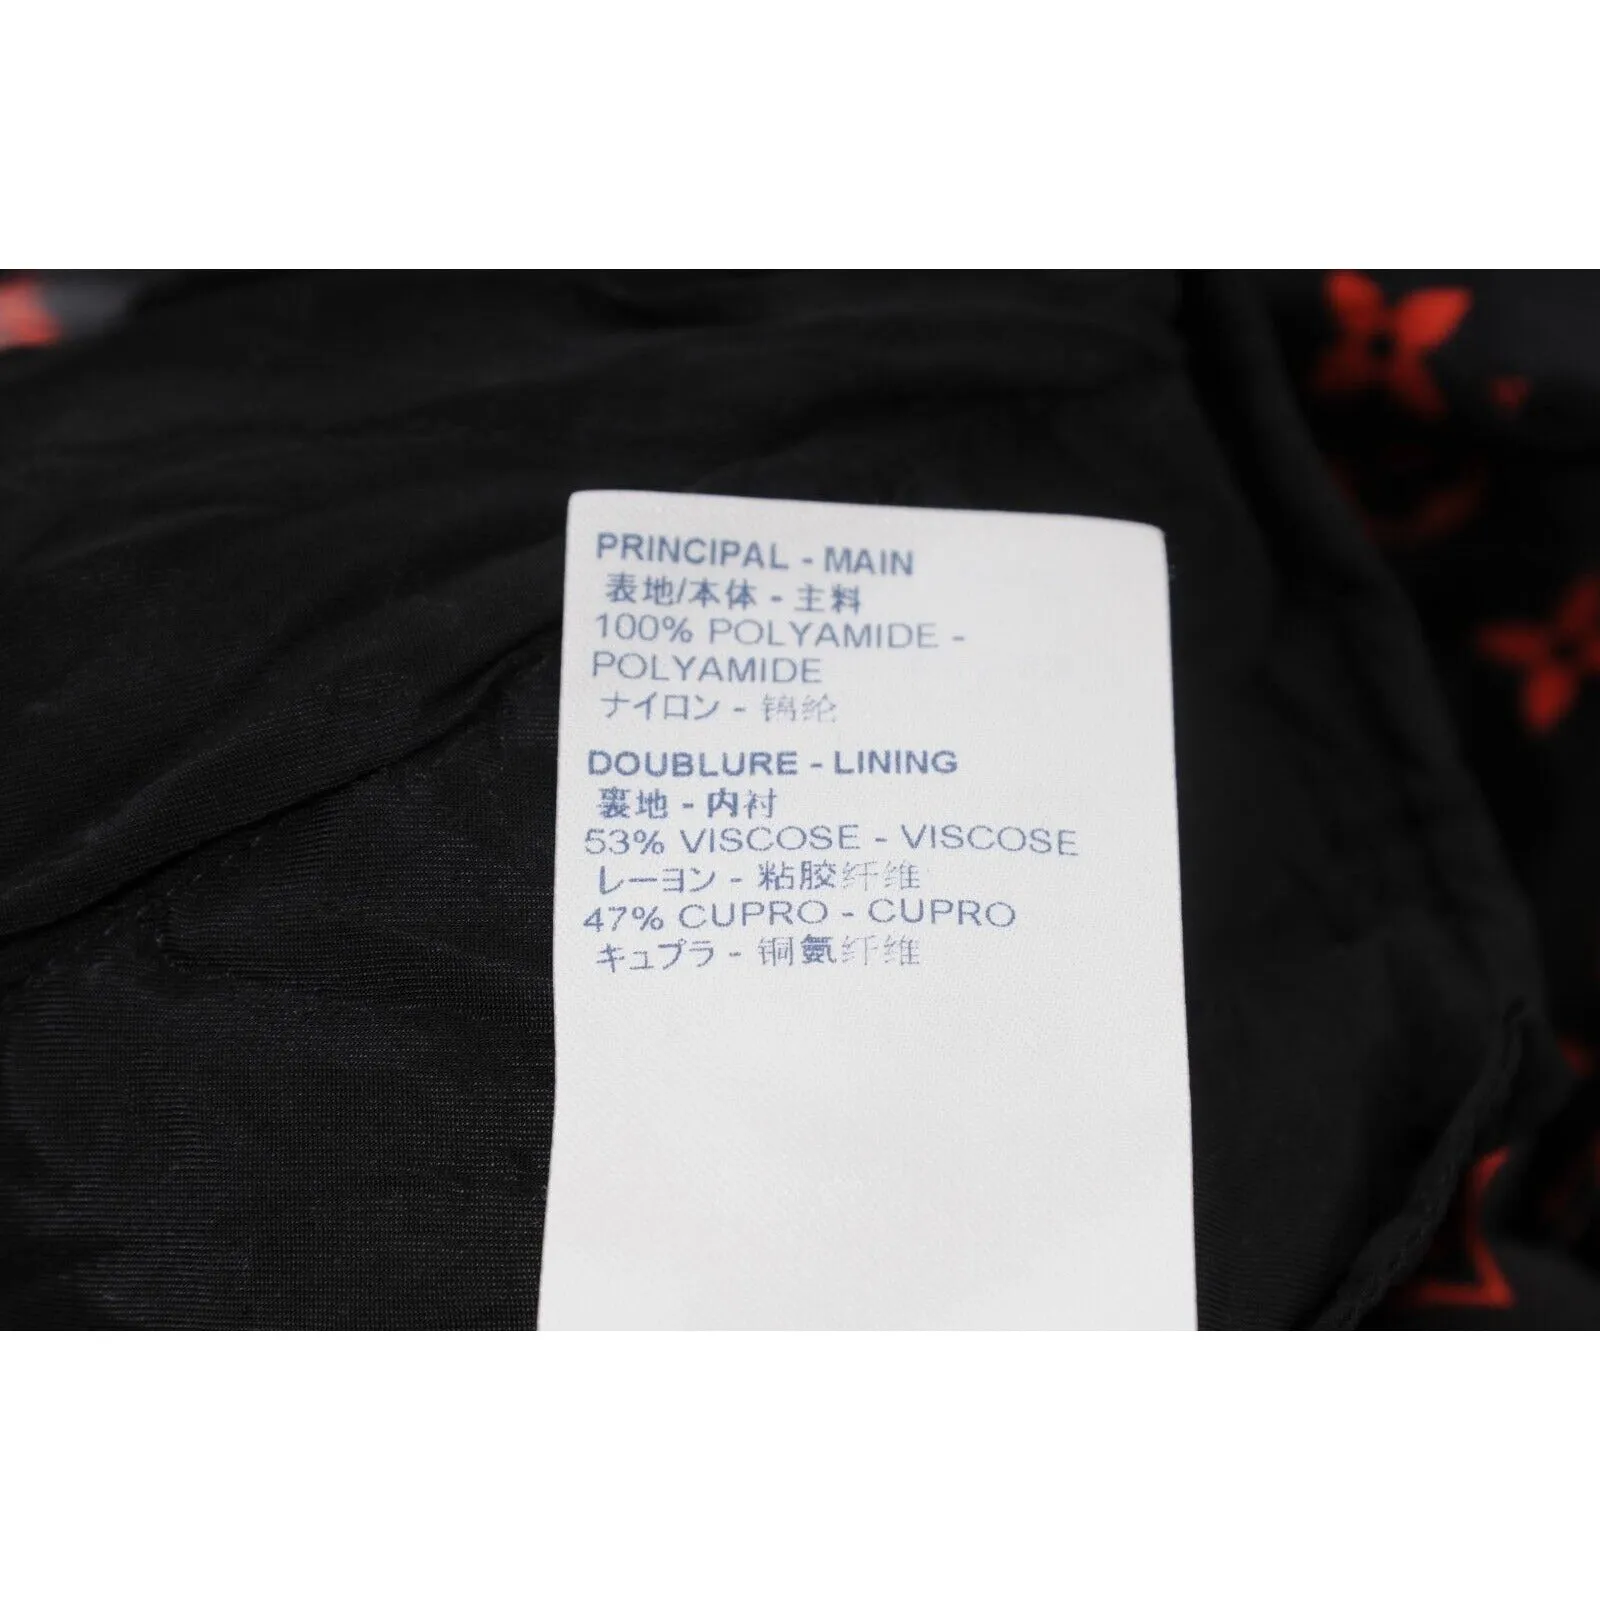 PRINCIPAL - MAIN
表地/本体 - 主料
100% POLYAMIDE -
POLYAMIDE
ナイロン - 锦纶
DOUBLURE - LINING
裏地 - 内衬
53% VISCOSE - VISCOSE
レーヨン - 粘胶纤维
47% CUPRO - CUPRO
キュプラ - 铜氨纤维